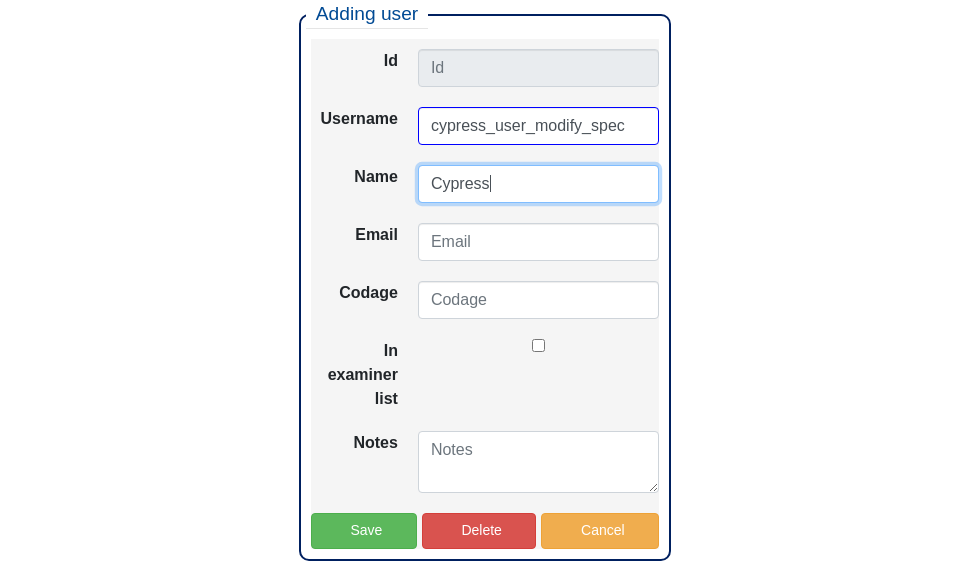 Adding user
Id
Id
Username
cypress_user_modify_spec
Name
Cypress
Email
Email
Codage
Codage
In
examiner
list
Notes
Notes
Save Delete Cancel